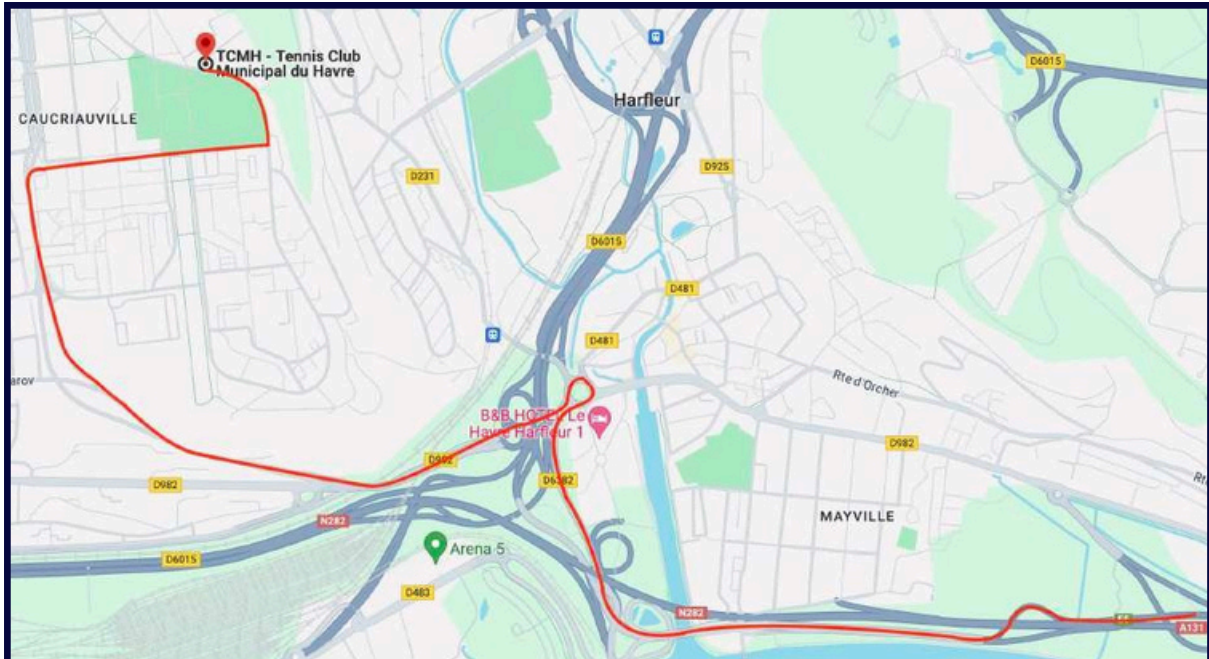 TCMH - Tennis Club
Municipal du Havre
D6015
Harfleur
CAUCRIAUVILLE
D231
D925
D6015
D481
D481
arov
Rte d'Orcher
B&B HOTEL Le
Havre Harfleur 1
D982
D982
D982
D6382
MAYVILLE
N282
Arena 5
D6015
D483
N282
A131